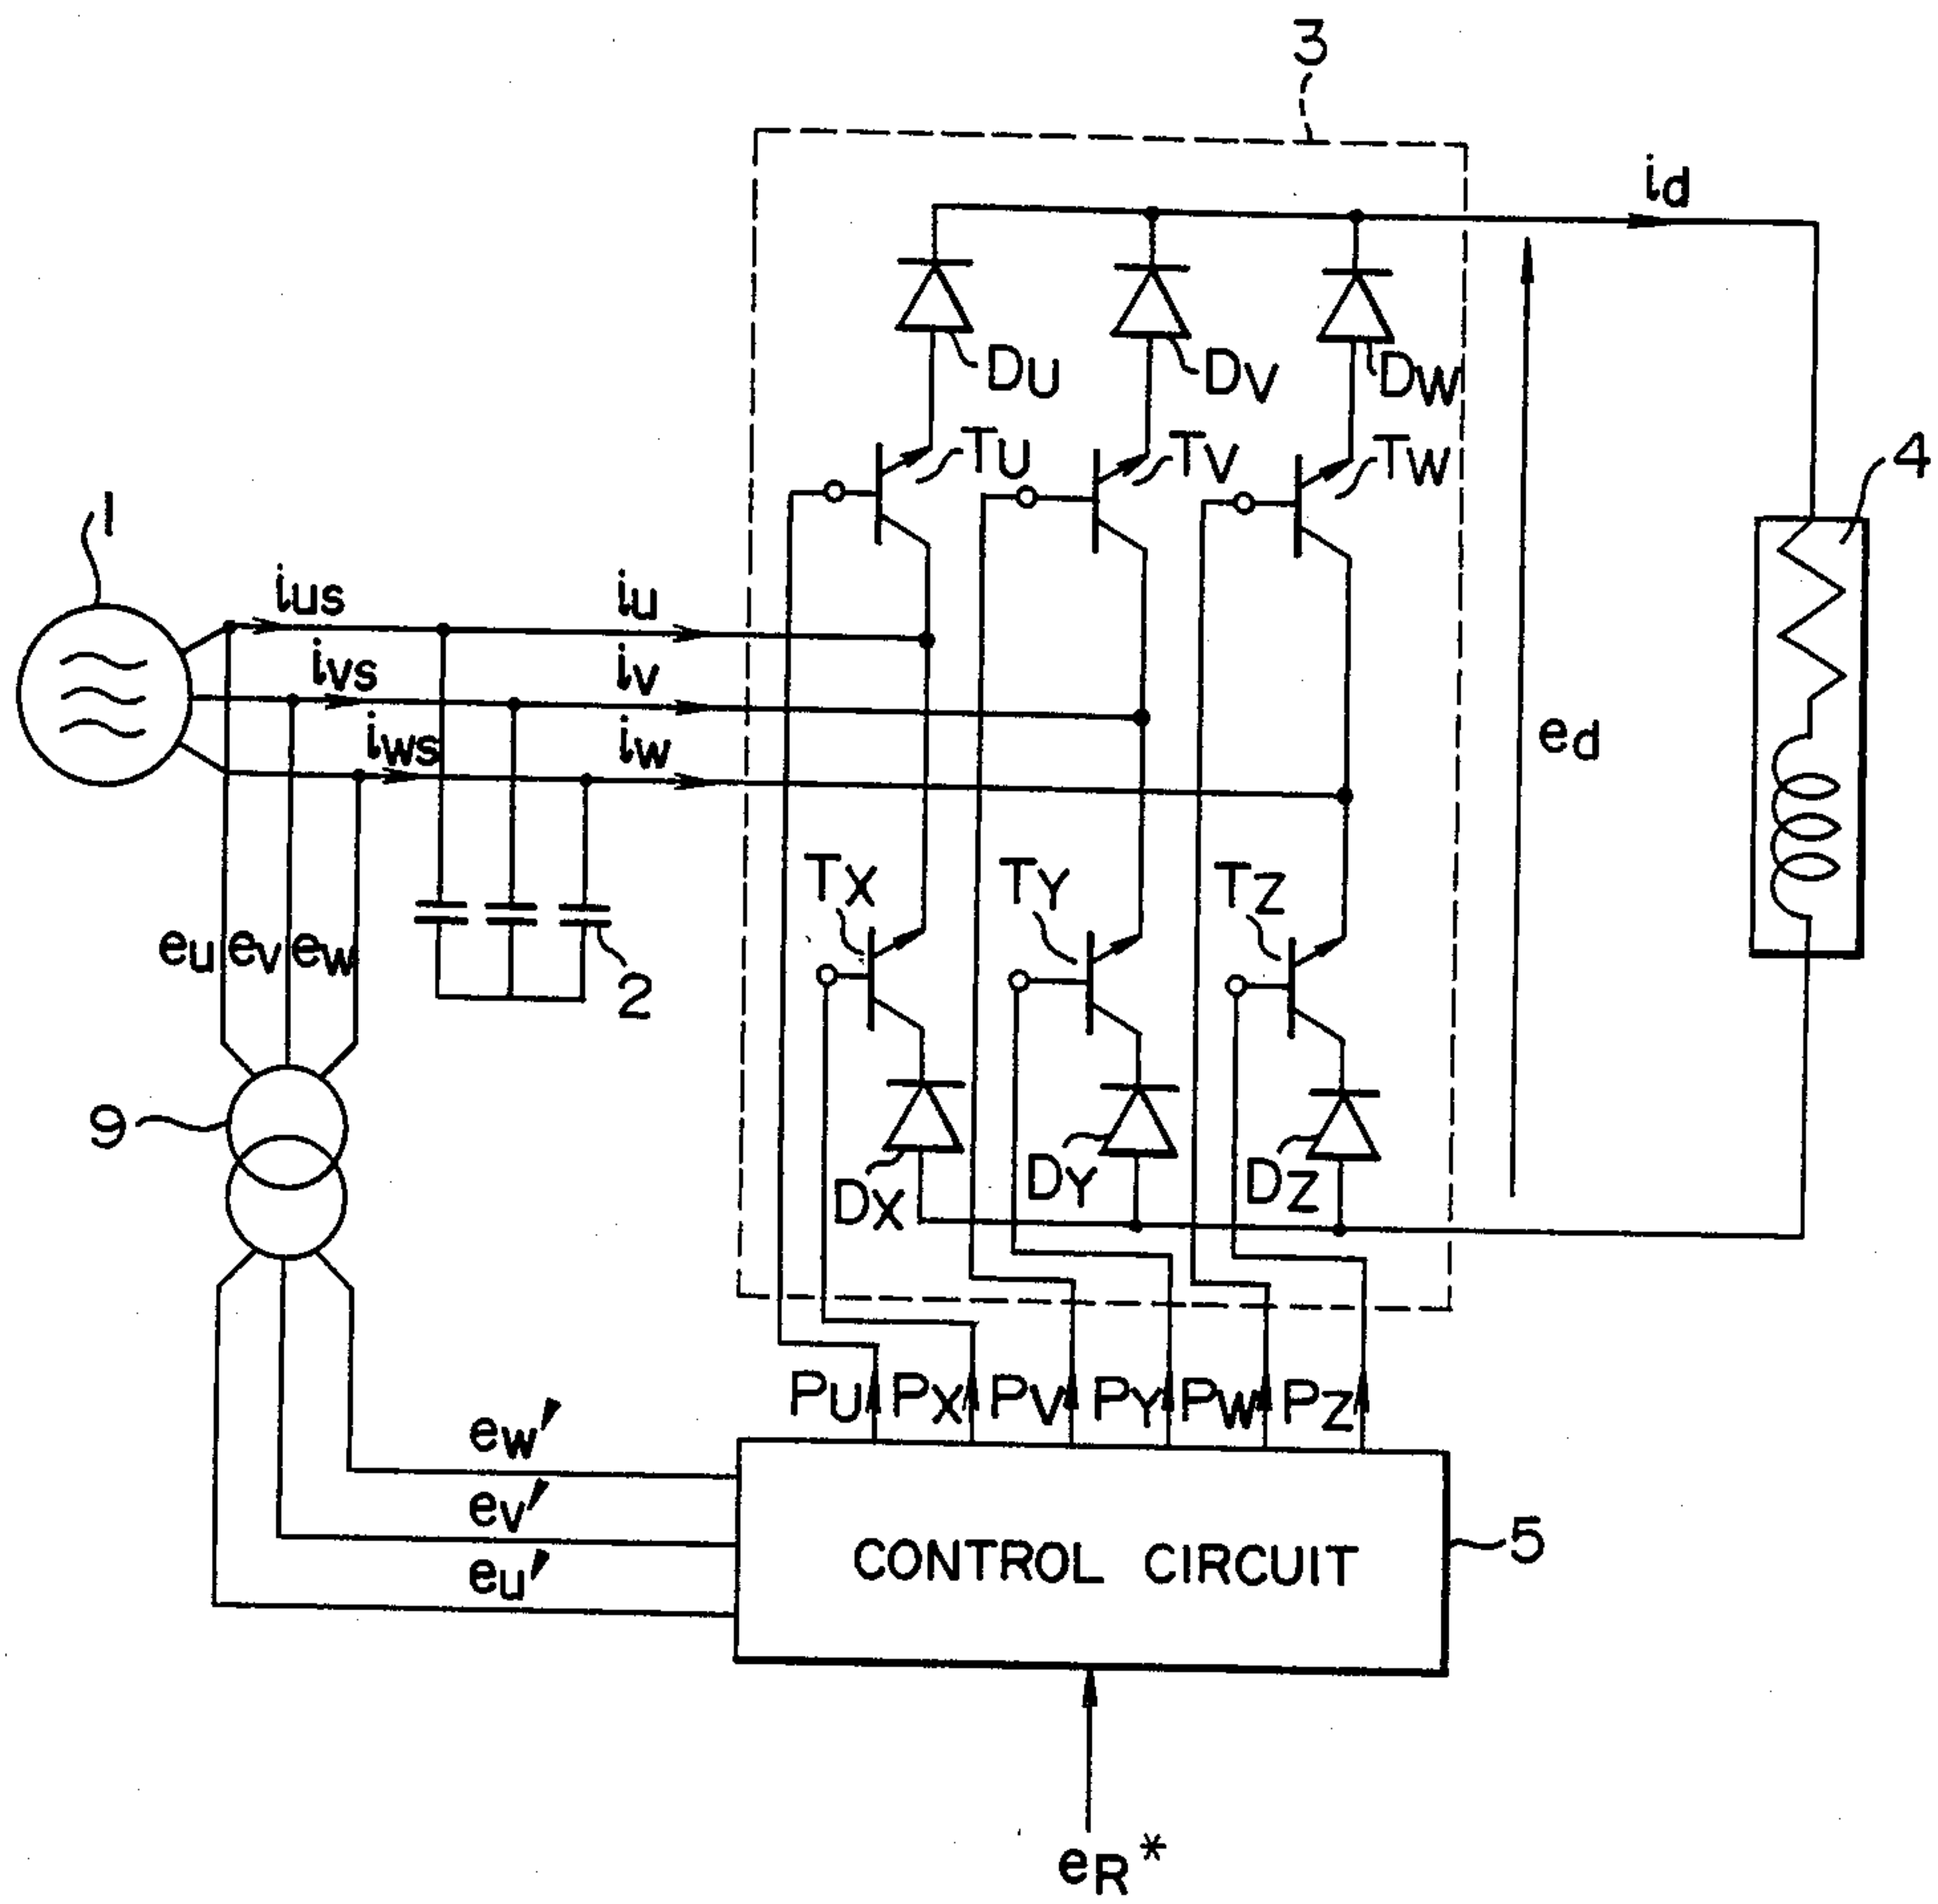 3
id
DU
DV
DW
TU
TV
TW
4
1
ius
iu
ivs
iv
iws
iw
ed
TX
TY
TZ
eu ev ew
2
9
DX
DY
DZ
PU PX PV PY PW PZ
ew'
ev'
eu'
CONTROL CIRCUIT
5
eR*